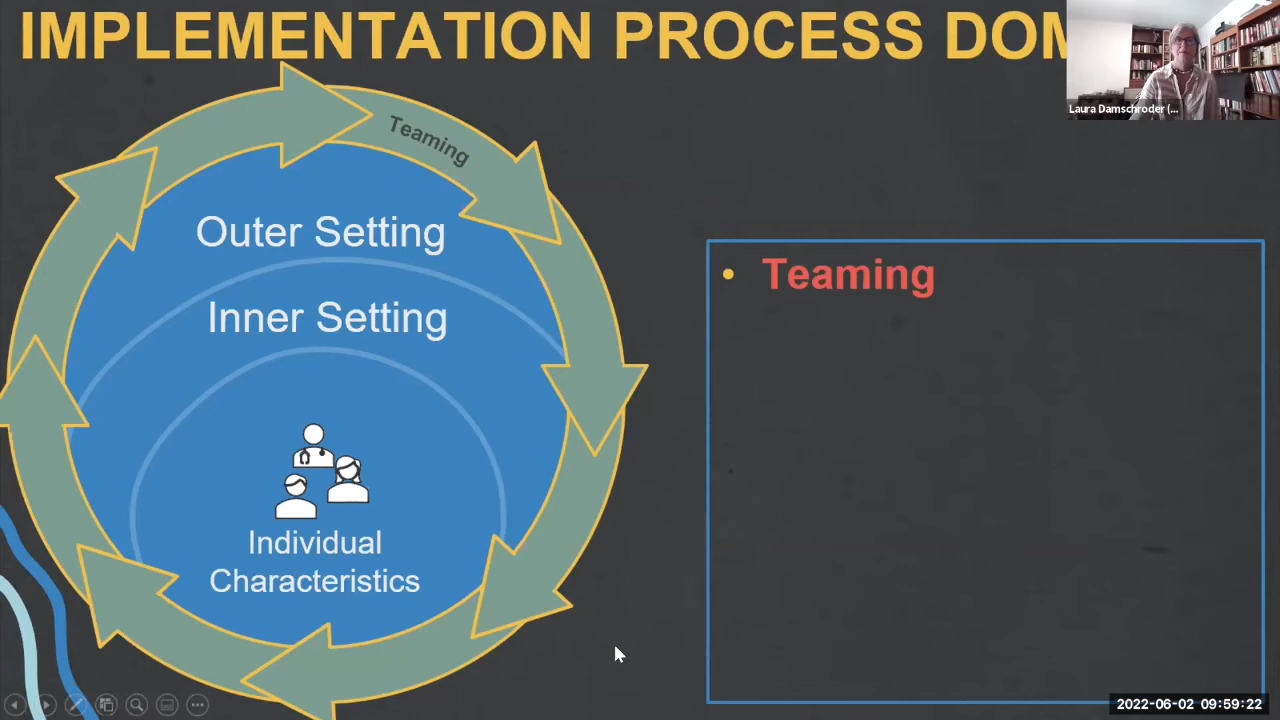 IMPLEMENTATION PROCESS DOM
Laura Damschroder (...
Teaming
Outer Setting
Inner Setting
Individual
Characteristics
• Teaming
2022-06-02 09:59:22